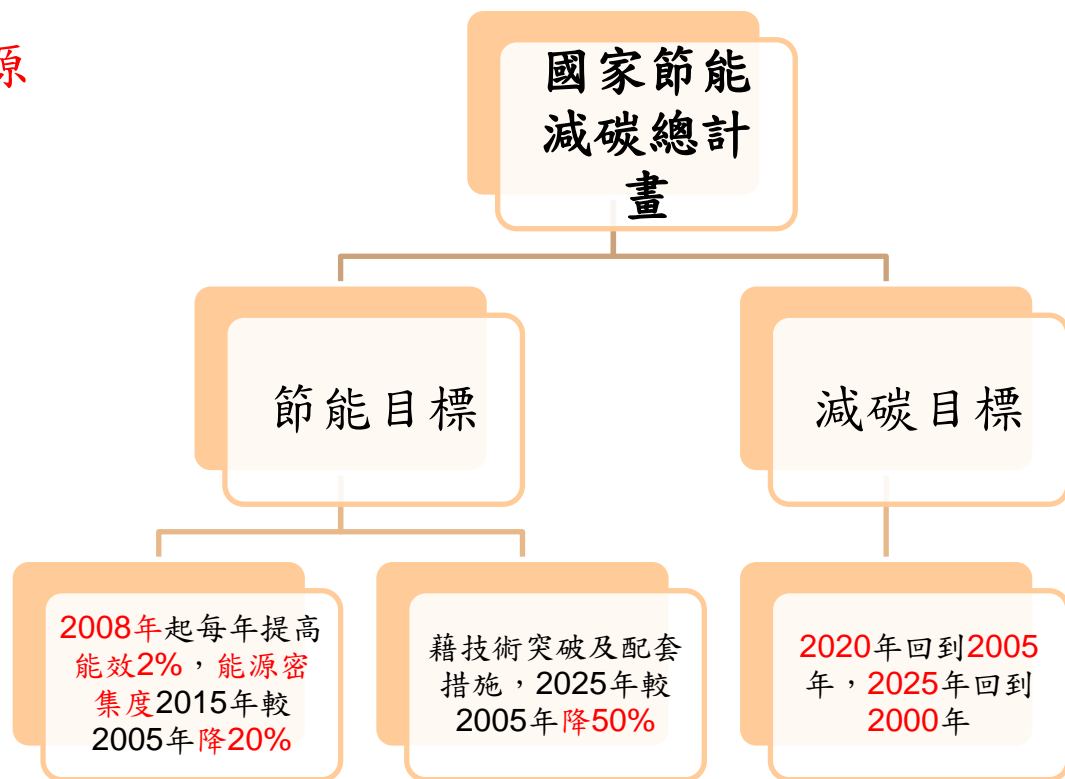 源
國家節能
減碳總計
畫
節能目標
減碳目標
2008年起每年提高
能效2%，能源密
集度2015年較
2005年降20%
藉技術突破及配套
措施，2025年較
2005年降50%
2020年回到2005
年，2025年回到
2000年